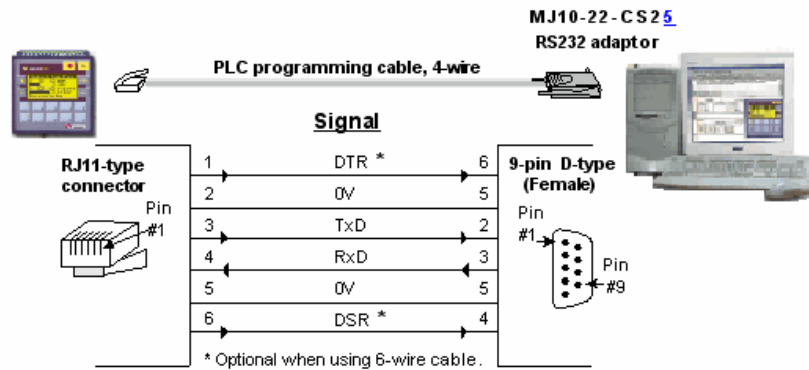 MJ10-22-CS25
RS232 adaptor
PLC programming cable, 4-wire
Signal
RJ11-type
connector
Pin
#1
9-pin D-type
(Female)
Pin
#1
Pin
#9
1 DTR * 6
2 0V 5
3 TxD 2
4 RxD 3
5 0V 5
6 DSR * 4
* Optional when using 6-wire cable.